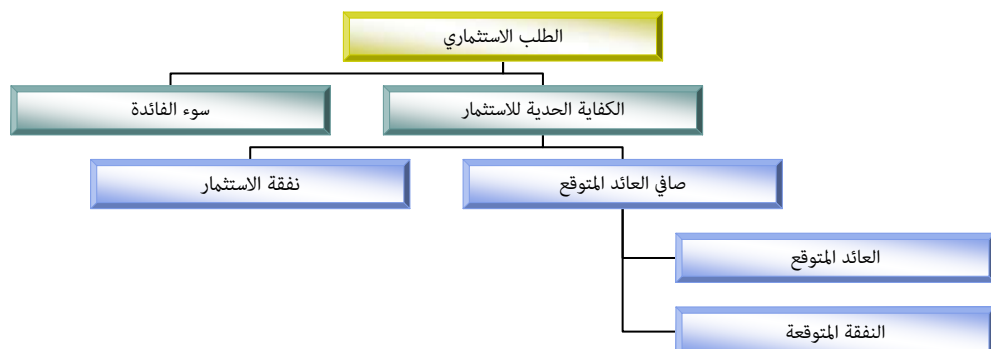 الطلب الاستثماري
الكفاية الحدية للاستثمار
سوء الفائدة
صافي العائد المتوقع
نفقة الاستثمار
العائد المتوقع
النفقة المتوقعة